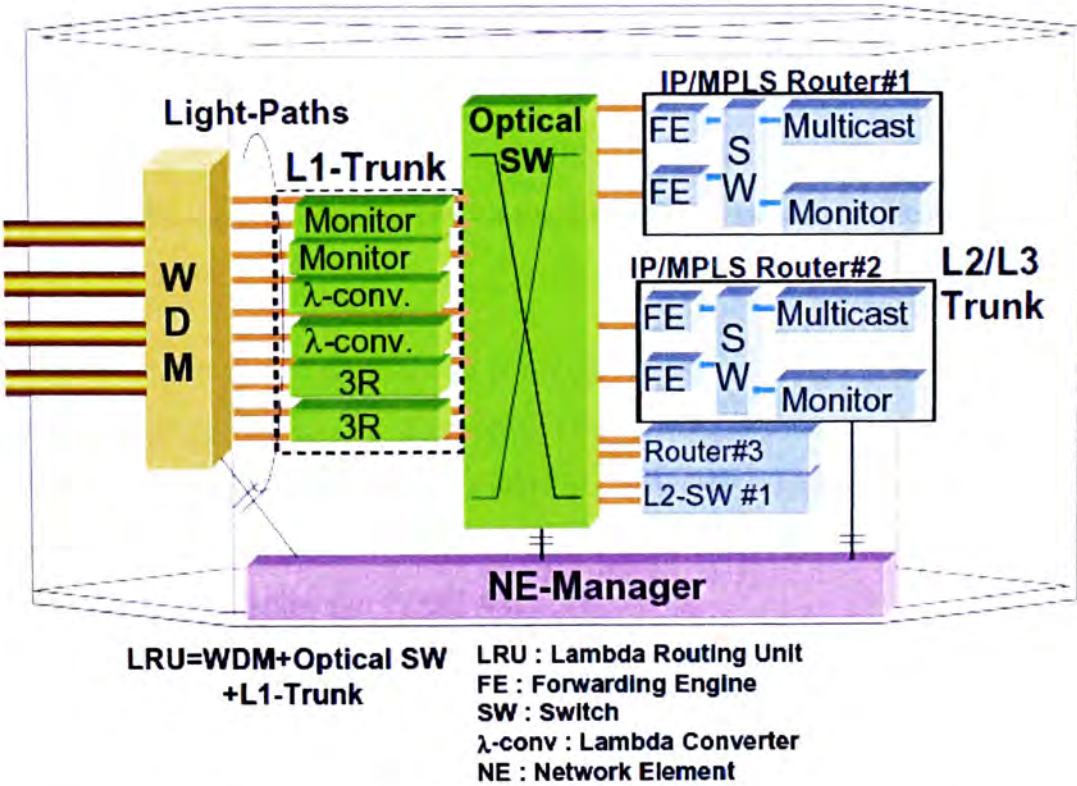 IP/MPLS Router#1
Light-Paths
Optical
SW
FE
S
W
Multicast
FE
Monitor
L1-Trunk
Monitor
Monitor
λ-conv.
λ-conv.
3R
3R
W
D
M
IP/MPLS Router#2
L2/L3
Trunk
FE
S
W
Multicast
FE
Monitor
Router#3
L2-SW #1
NE-Manager
LRU=WDM+Optical SW
+L1-Trunk
LRU : Lambda Routing Unit
FE : Forwarding Engine
SW : Switch
λ-conv : Lambda Converter
NE : Network Element